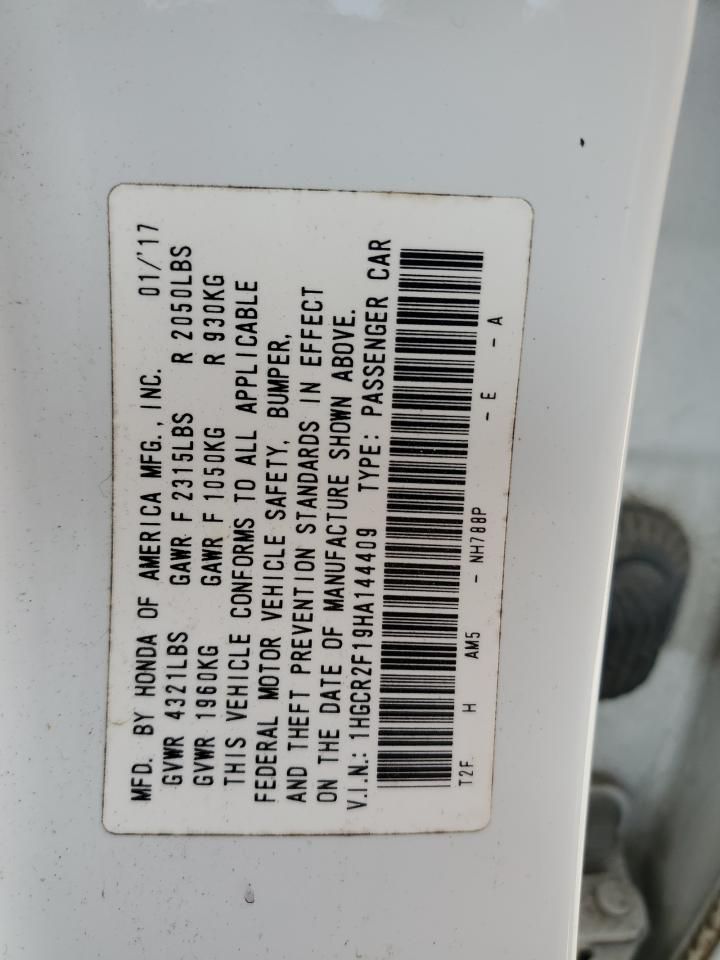 MFD. BY HONDA OF AMERICA MFG., INC. 01/'17
GVWR 4321LBS GAWR F 2315LBS R 2050LBS
GVWR 1960KG GAWR F 1050KG R 930KG
THIS VEHICLE CONFORMS TO ALL APPLICABLE
FEDERAL MOTOR VEHICLE SAFETY, BUMPER,
AND THEFT PREVENTION STANDARDS IN EFFECT
ON THE DATE OF MANUFACTURE SHOWN ABOVE.
V.I.N.: 1HGCR2F19HA144409 TYPE: PASSENGER CAR
T2F H AM5 - NH788P - E - A